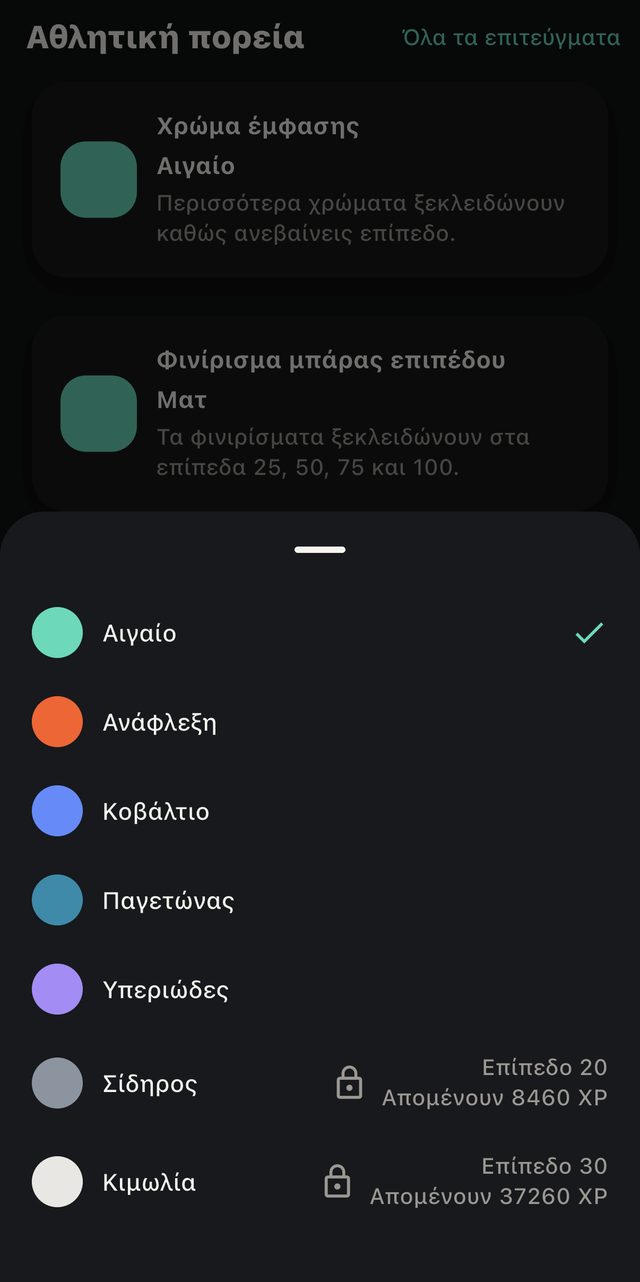 Αθλητική πορεία
Όλα τα επιτεύγματα
Χρώμα έμφασης
Αιγαίο
Περισσότερα χρώματα ξεκλειδώνουν
καθώς ανεβαίνεις επίπεδο.
Φινίρισμα μπάρας επιπέδου
Ματ
Τα φινιρίσματα ξεκλειδώνουν στα
επίπεδα 25, 50, 75 και 100.
Αιγαίο
Ανάφλεξη
Κοβάλτιο
Παγετώνας
Υπεριώδες
Σίδηρος
Επίπεδο 20
Απομένουν 8460 XP
Κιμωλία
Επίπεδο 30
Απομένουν 37260 XP